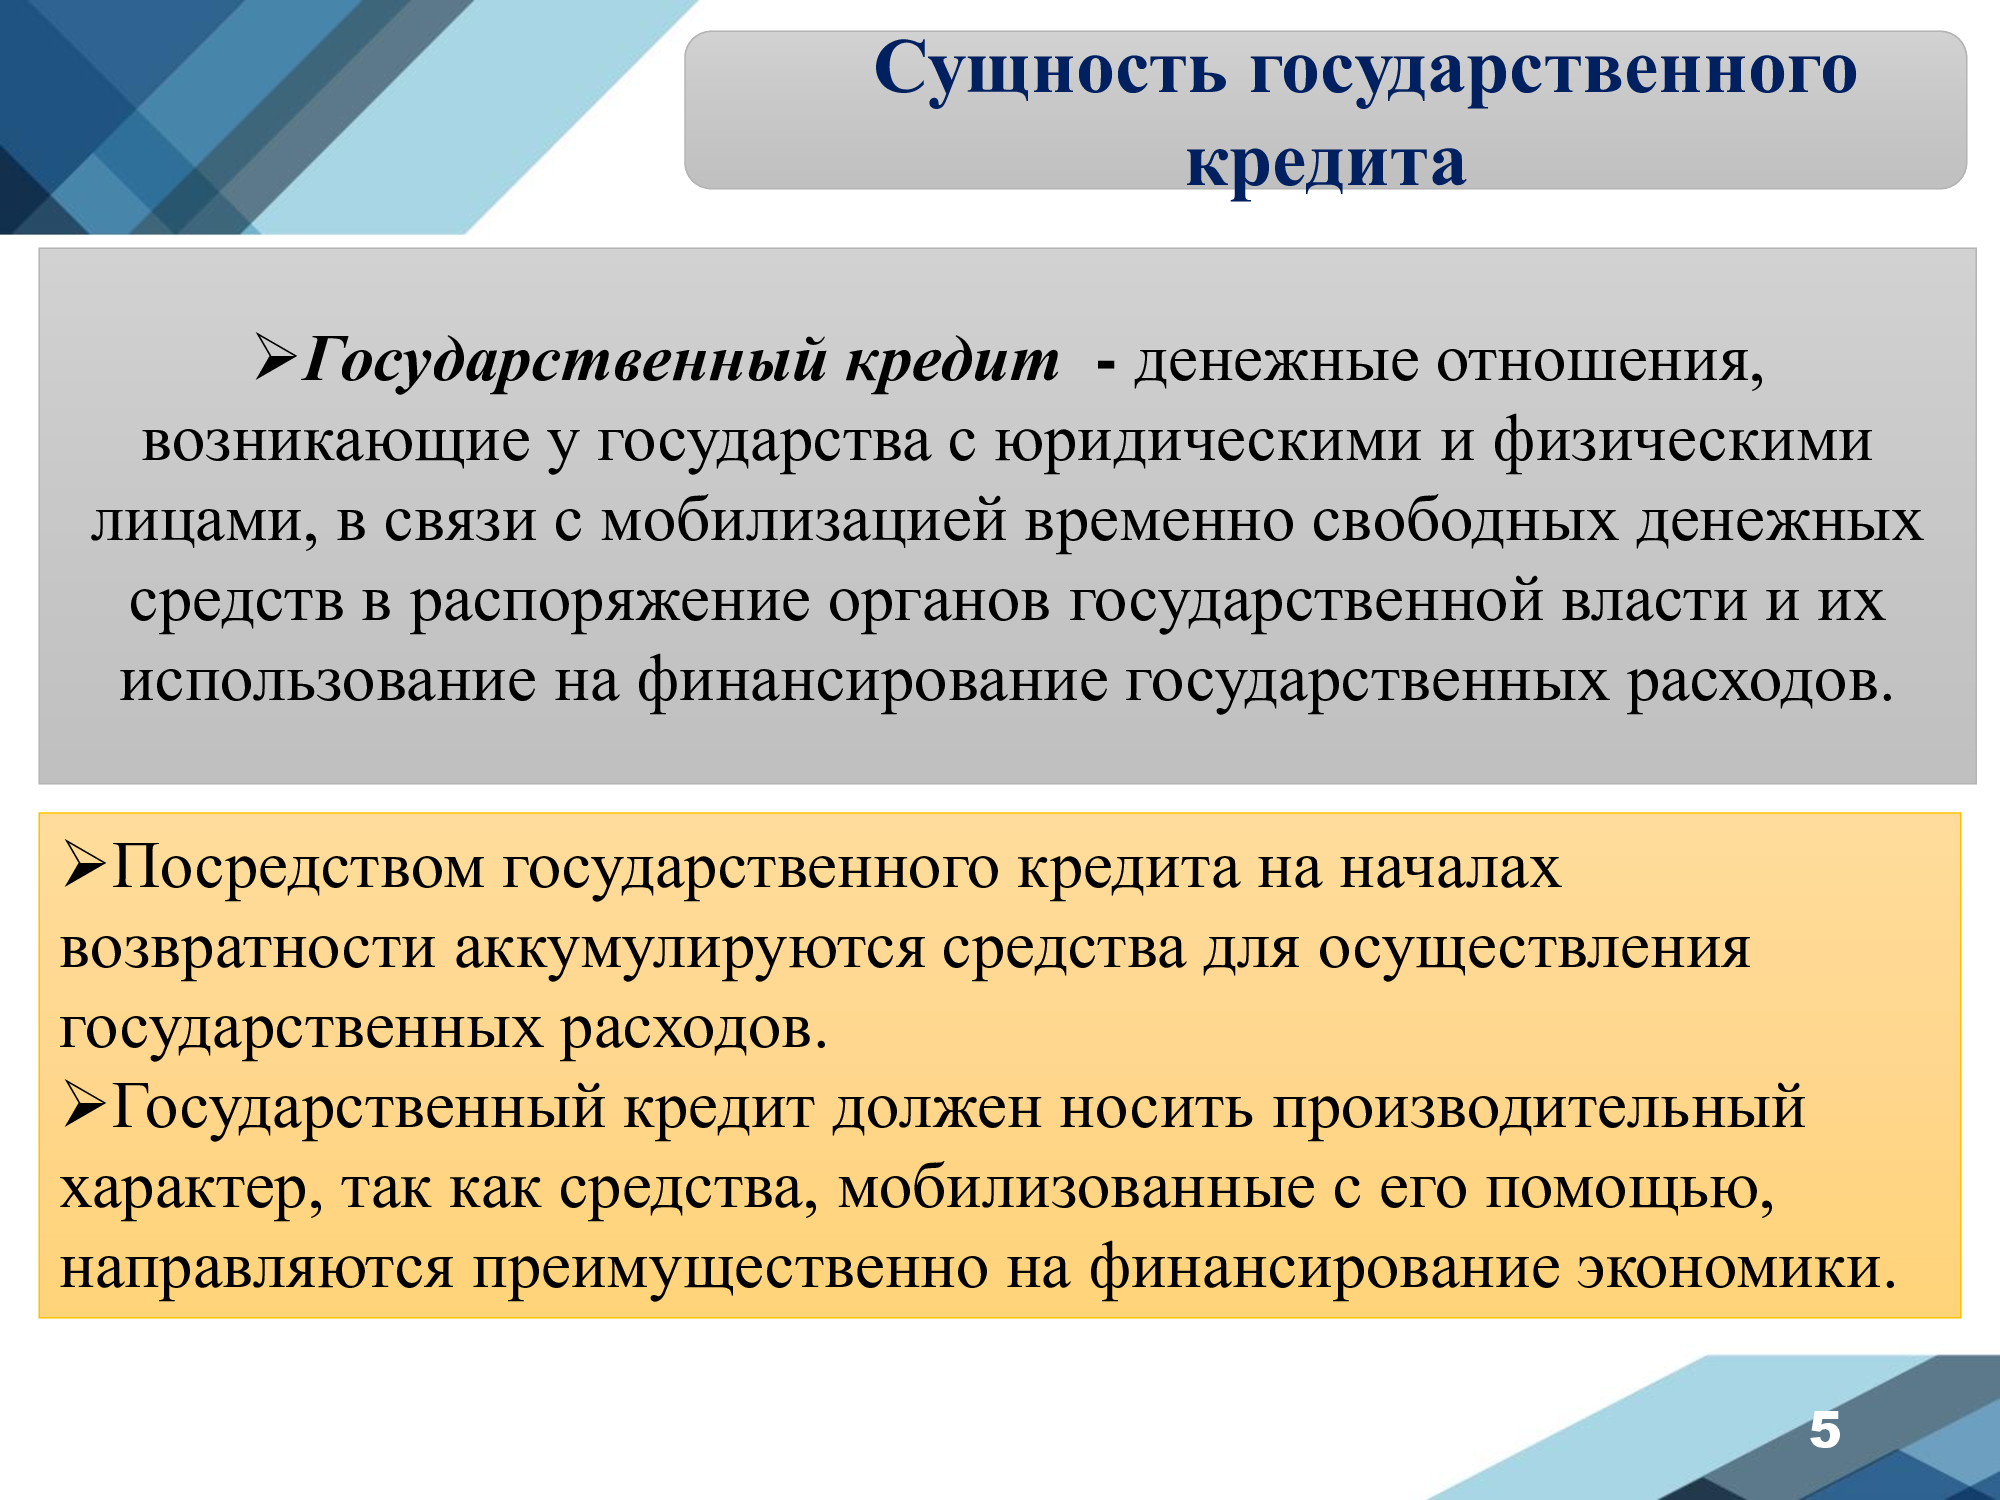 Сущность государственного
кредита
➢Государственный кредит - денежные отношения,
возникающие у государства с юридическими и физическими
лицами, в связи с мобилизацией временно свободных денежных
средств в распоряжение органов государственной власти и их
использование на финансирование государственных расходов.
➢Посредством государственного кредита на началах
возвратности аккумулируются средства для осуществления
государственных расходов.
➢Государственный кредит должен носить производительный
характер, так как средства, мобилизованные с его помощью,
направляются преимущественно на финансирование экономики.
5